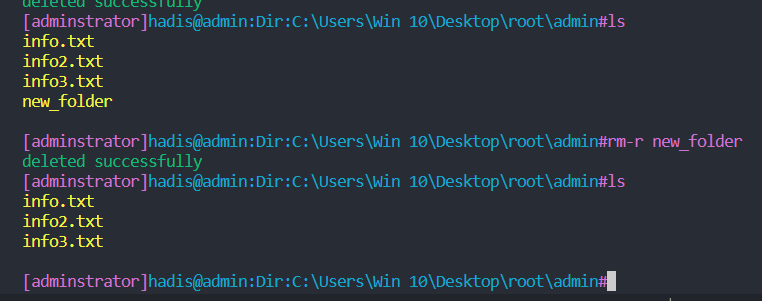 deleted successfully
[adminstrator]hadis@admin:Dir:C:\Users\Win 10\Desktop\root\admin#ls
info.txt
info2.txt
info3.txt
new_folder
[adminstrator]hadis@admin:Dir:C:\Users\Win 10\Desktop\root\admin#rm-r new_folder
deleted successfully
[adminstrator]hadis@admin:Dir:C:\Users\Win 10\Desktop\root\admin#ls
info.txt
info2.txt
info3.txt
[adminstrator]hadis@admin:Dir:C:\Users\Win 10\Desktop\root\admin#